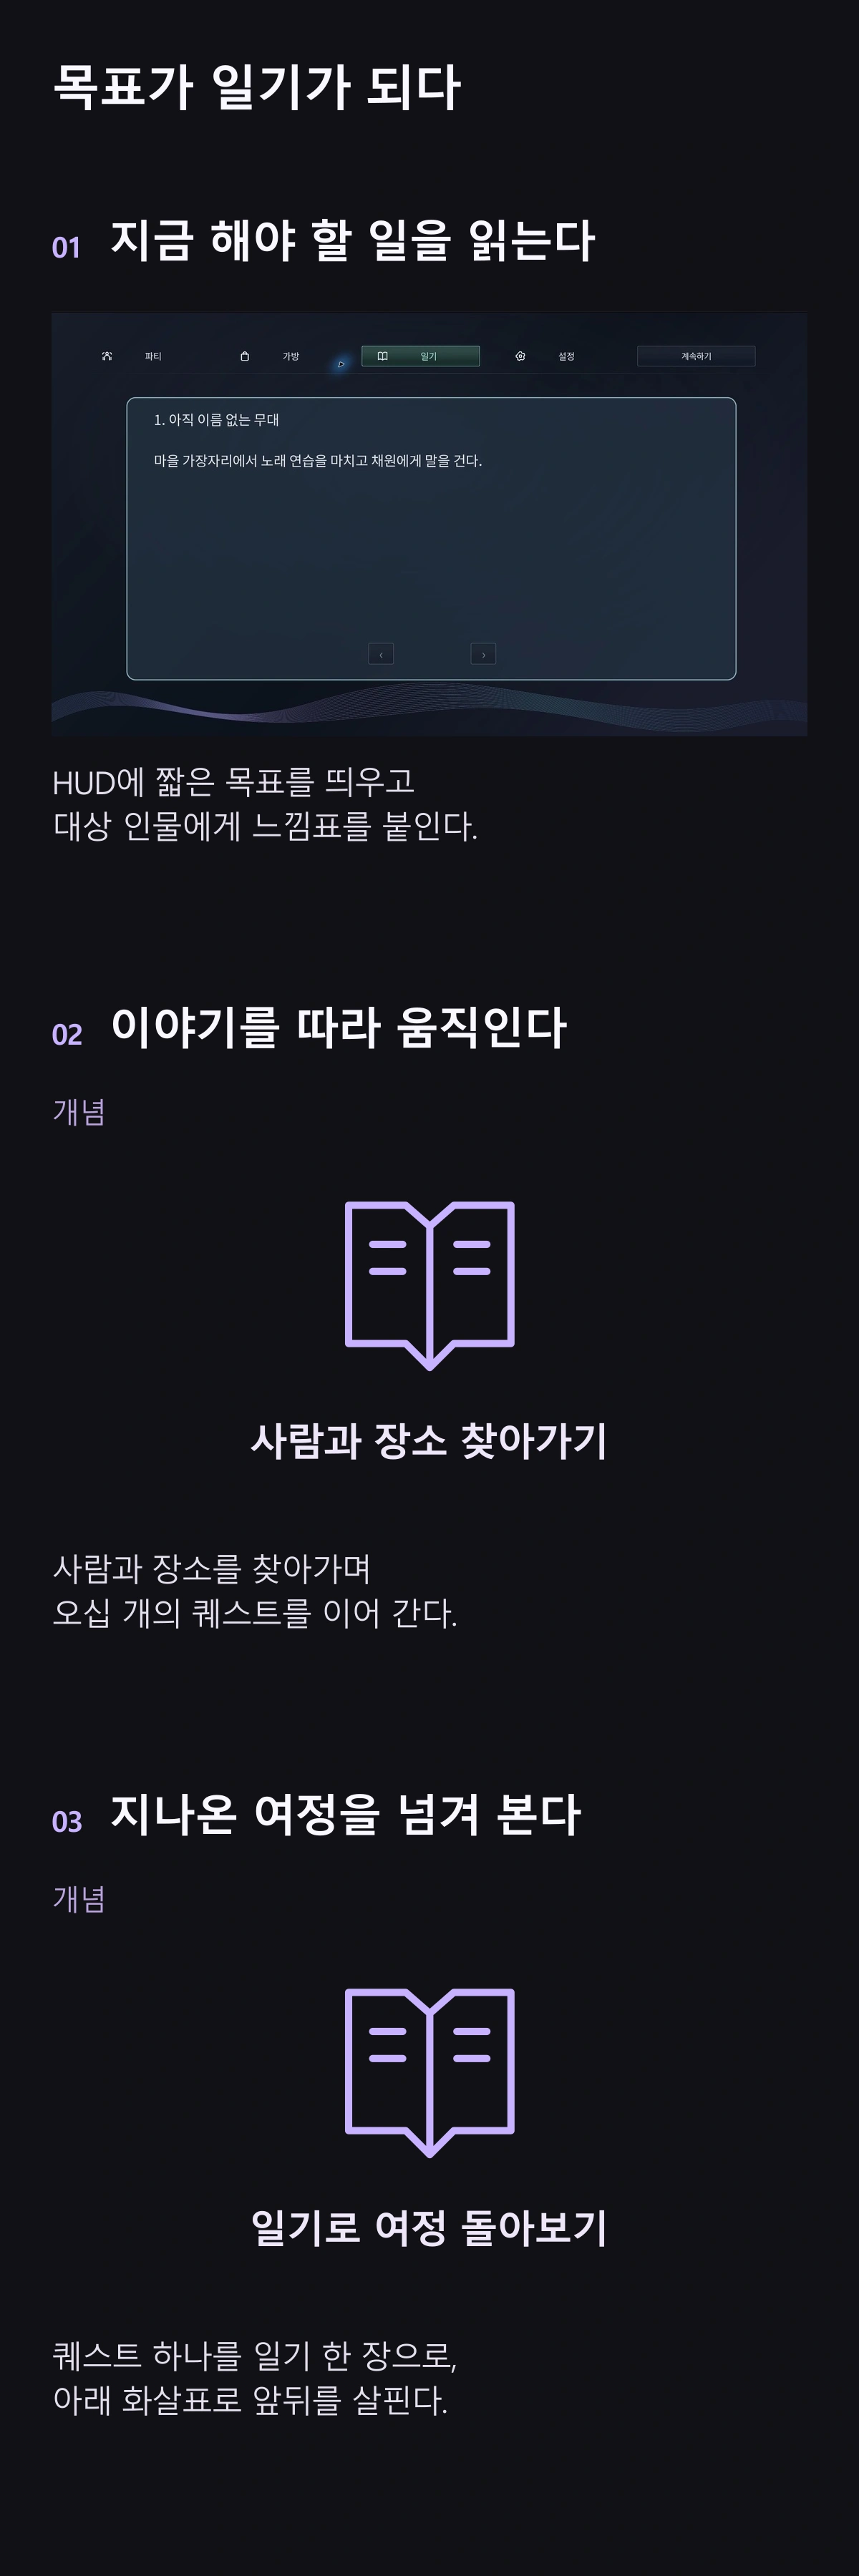 목표가 일기가 되다
01 지금 해야 할 일을 읽는다
파티 가방 일기 설정 계속하기
1. 아직 이름 없는 무대
마을 가장자리에서 노래 연습을 마치고 채원에게 말을 건다.
‹ ›
HUD에 짧은 목표를 띄우고
대상 인물에게 느낌표를 붙인다.
02 이야기를 따라 움직인다
개념
사람과 장소 찾아가기
사람과 장소를 찾아가며
오십 개의 퀘스트를 이어 간다.
03 지나온 여정을 넘겨 본다
개념
일기로 여정 돌아보기
퀘스트 하나를 일기 한 장으로,
아래 화살표로 앞뒤를 살핀다.